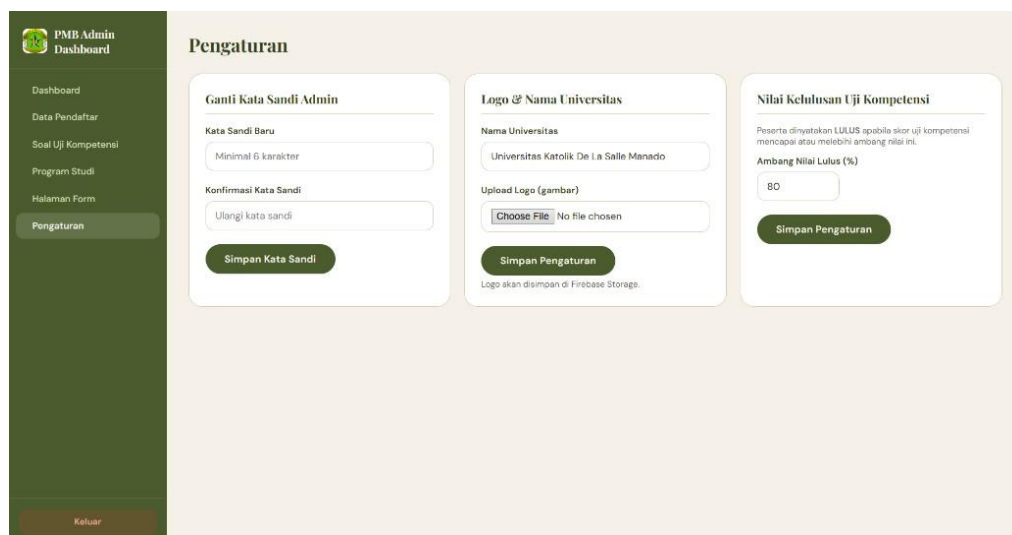 PMB Admin
Dashboard
Dashboard
Data Pendaftar
Soal Uji Kompetensi
Program Studi
Halaman Form
Pengaturan
Keluar
Pengaturan
Ganti Kata Sandi Admin
Kata Sandi Baru
Minimal 6 karakter
Konfirmasi Kata Sandi
Ulangi kata sandi
Simpan Kata Sandi
Logo & Nama Universitas
Nama Universitas
Universitas Katolik De La Salle Manado
Upload Logo (gambar)
Choose File No file chosen
Simpan Pengaturan
Logo akan disimpan di Firebase Storage.
Nilai Kelulusan Uji Kompetensi
Peserta dinyatakan LULUS apabila skor uji kompetensi
mencapai atau melebihi ambang nilai ini.
Ambang Nilai Lulus (%)
80
Simpan Pengaturan